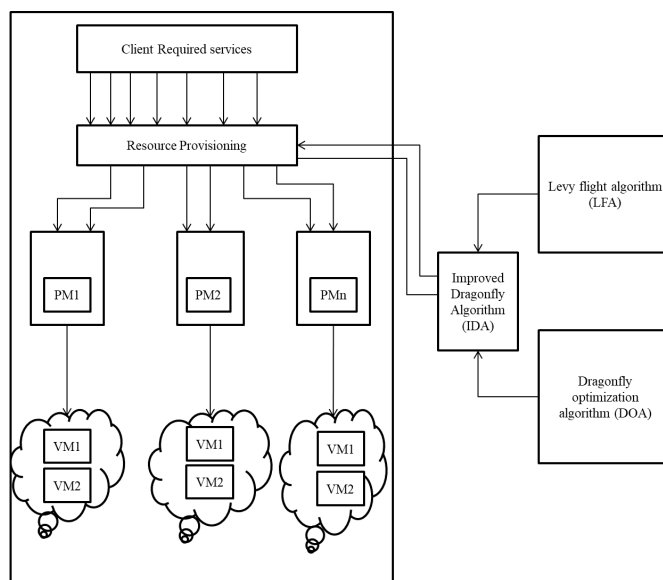 Client Required services
Resource Provisioning
Levy flight algorithm
(LFA)
PM1
PM2
PMn
Improved
Dragonfly
Algorithm
(IDA)
Dragonfly
optimization
algorithm (DOA)
VM1
VM2
VM1
VM2
VM1
VM2